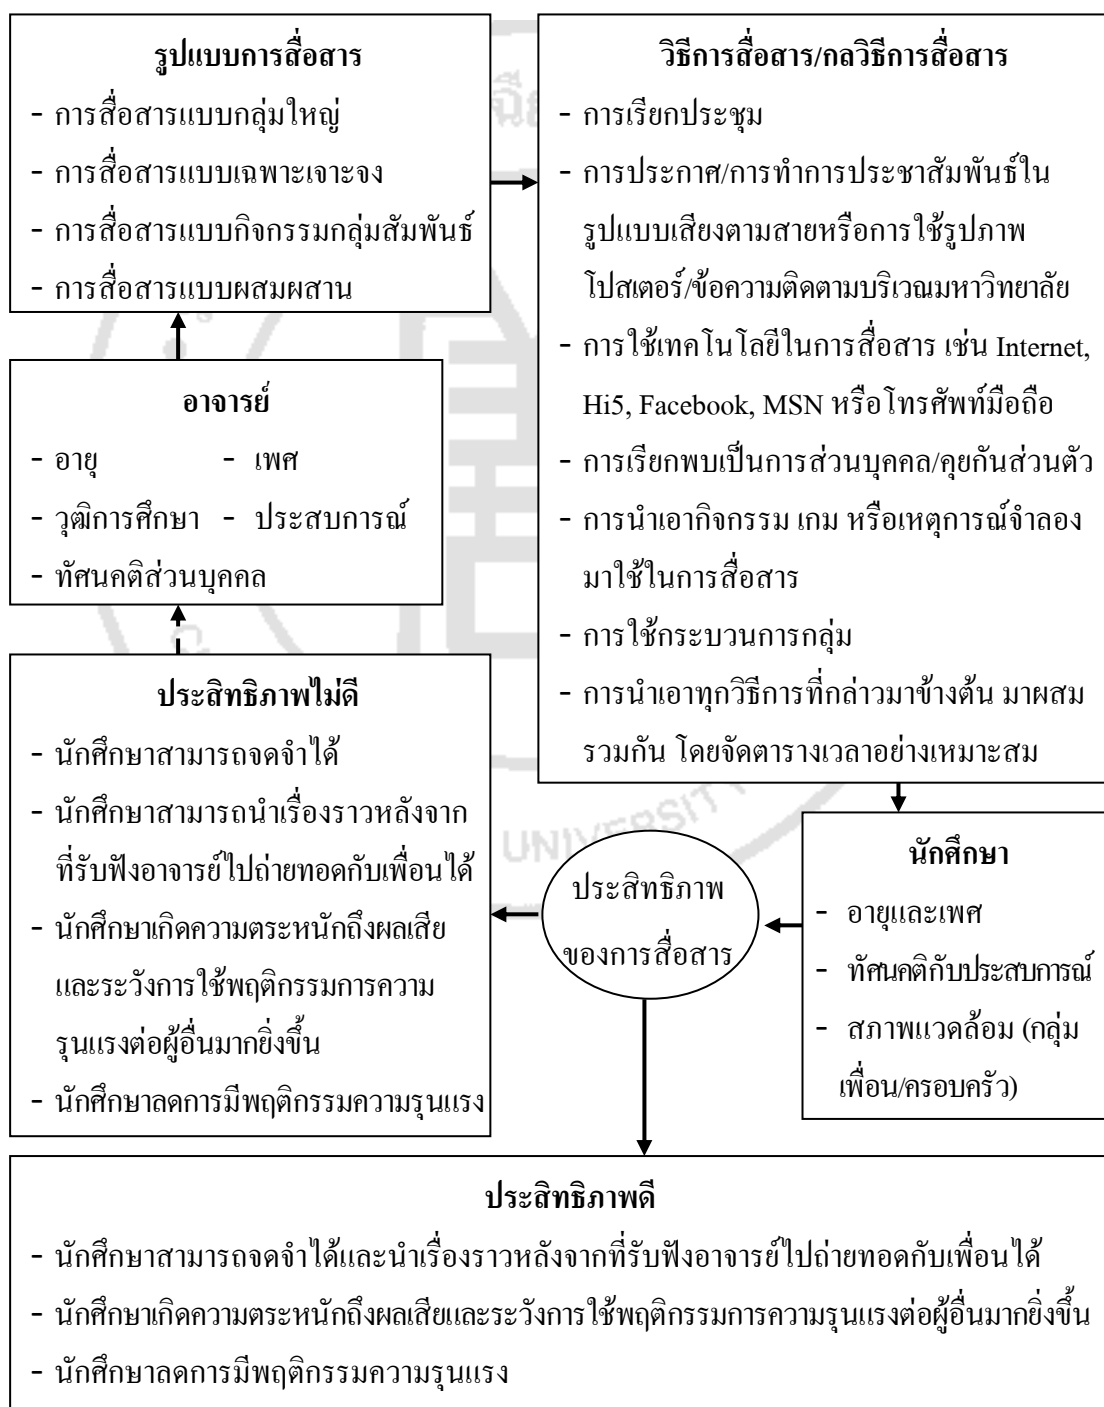 รูปแบบการสื่อสาร
- การสื่อสารแบบกลุ่มใหญ่
- การสื่อสารแบบเฉพาะเจาะจง
- การสื่อสารแบบกิจกรรมกลุ่มสัมพันธ์
- การสื่อสารแบบผสมผสาน
วิธีการสื่อสาร/กลวิธีการสื่อสาร
- การเรียกประชุม
- การประกาศ/การทำการประชาสัมพันธ์ใน
รูปแบบเสียงตามสายหรือการใช้รูปภาพ
โปสเตอร์/ข้อความติดตามบริเวณมหาวิทยาลัย
- การใช้เทคโนโลยีในการสื่อสาร เช่น Internet,
Hi5, Facebook, MSN หรือโทรศัพท์มือถือ
- การเรียกพบเป็นการส่วนบุคคล/คุยกันส่วนตัว
- การนำเอากิจกรรม เกม หรือเหตุการณ์จำลอง
มาใช้ในการสื่อสาร
- การใช้กระบวนการกลุ่ม
- การนำเอาทุกวิธีการที่กล่าวมาข้างต้น มาผสม
รวมกัน โดยจัดตารางเวลาอย่างเหมาะสม
อาจารย์
- อายุ - เพศ
- วุฒิการศึกษา - ประสบการณ์
- ทัศนคติส่วนบุคคล
ประสิทธิภาพไม่ดี
- นักศึกษาสามารถจดจำได้
- นักศึกษาสามารถนำเรื่องราวหลังจาก
ที่รับฟังอาจารย์ไปถ่ายทอดกับเพื่อนได้
- นักศึกษาเกิดความตระหนักถึงผลเสีย
และระวังการใช้พฤติกรรมการความ
รุนแรงต่อผู้อื่นมากยิ่งขึ้น
- นักศึกษาลดการมีพฤติกรรมความรุนแรง
ประสิทธิภาพ
ของการสื่อสาร
นักศึกษา
- อายุและเพศ
- ทัศนคติกับประสบการณ์
- สภาพแวดล้อม (กลุ่ม
เพื่อน/ครอบครัว)
UNIVERSITY
ประสิทธิภาพดี
- นักศึกษาสามารถจดจำได้และนำเรื่องราวหลังจากที่รับฟังอาจารย์ไปถ่ายทอดกับเพื่อนได้
- นักศึกษาเกิดความตระหนักถึงผลเสียและระวังการใช้พฤติกรรมการความรุนแรงต่อผู้อื่นมากยิ่งขึ้น
- นักศึกษาลดการมีพฤติกรรมความรุนแรง